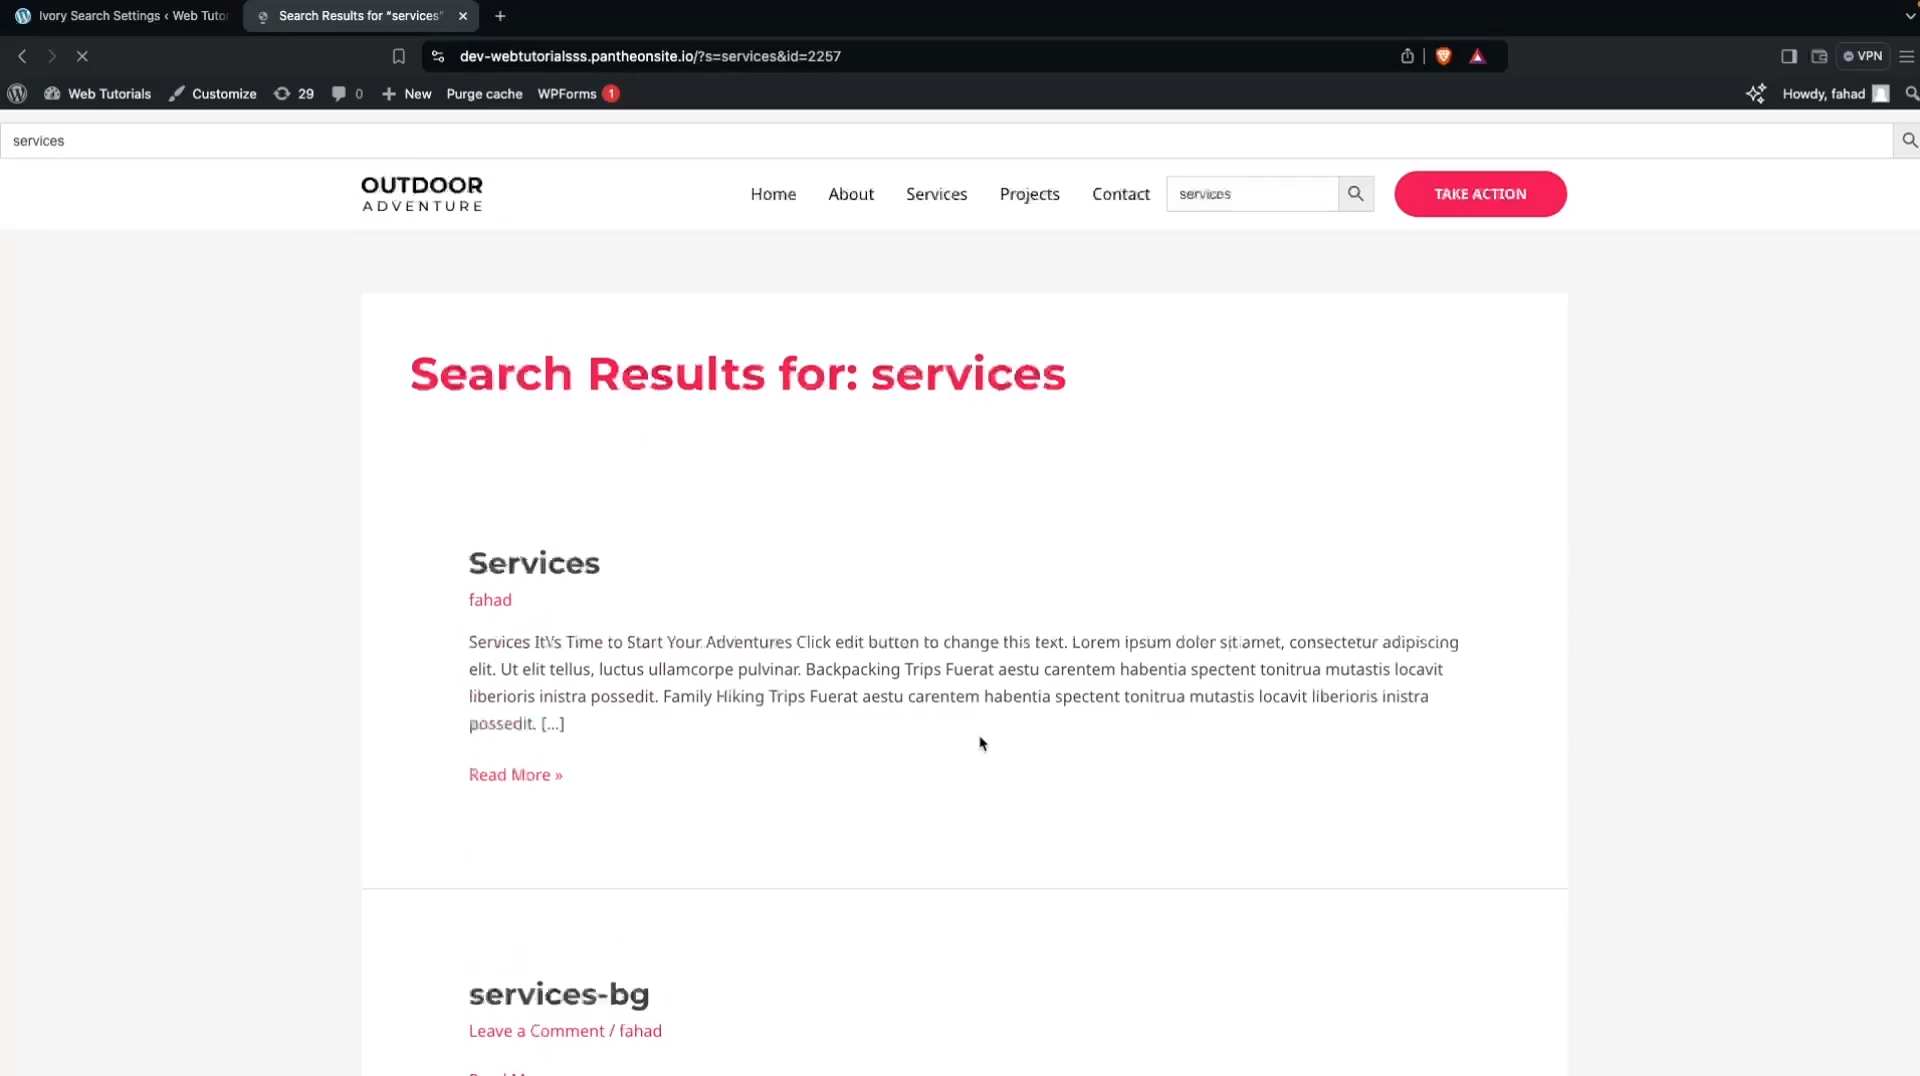 Ivory Search Settings ‹ Web Tutor
Search Results for "services"
dev-webtutorialsss.pantheonsite.io/?s=services&id=2257
VPN
Web Tutorials
Customize
29
0
New
Purge cache
WPForms 1
Howdy, fahad
services
OUTDOOR
ADVENTURE
Home
About
Services
Projects
Contact
services
TAKE ACTION
Search Results for: services
Services
fahad
Services It\'s Time to Start Your Adventures Click edit button to change this text. Lorem ipsum dolor sit amet, consectetur adipiscing
elit. Ut elit tellus, luctus ullamcorpe pulvinar. Backpacking Trips Fuerat aestu carentem habentia spectent tonitrua mutastis locavit
liberioris inistra possedit. Family Hiking Trips Fuerat aestu carentem habentia spectent tonitrua mutastis locavit liberioris inistra
possedit. [...]
Read More »
services-bg
Leave a Comment / fahad